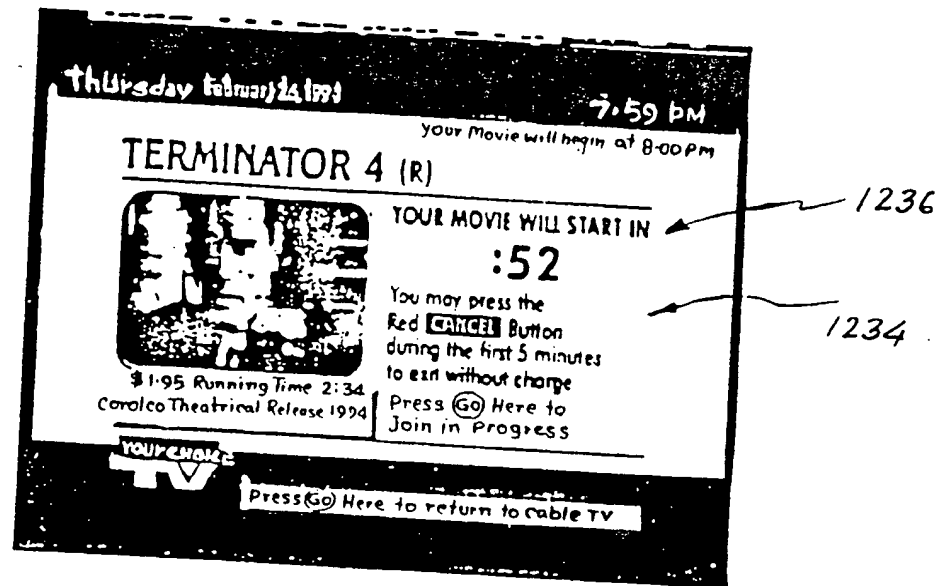 Thursday February 24, 1994
7:59 PM
Your Movie will begin at 8:00 PM
TERMINATOR 4 (R)
YOUR MOVIE WILL START IN
:52
You may press the
Red CANCEL Button
during the first 5 minutes
to exit without charge
Press Go Here to
Join in Progress
$1.95 Running Time 2:34
Corolco Theatrical Release 1994
YOUR CHOICE
TV
Press Go Here to return to cable TV
1236
1234